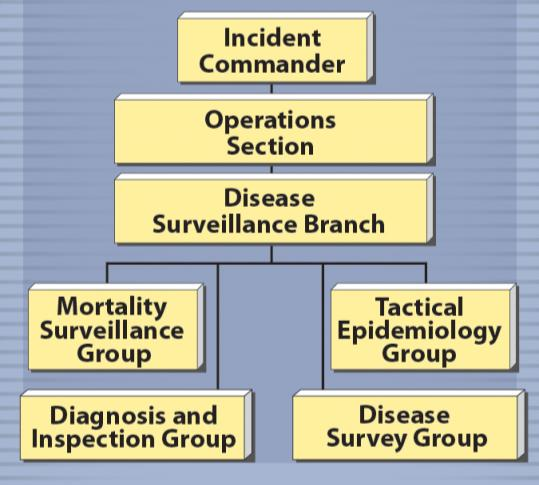 Incident
Commander
Operations
Section
Disease
Surveillance Branch
Mortality
Surveillance
Group
Tactical
Epidemiology
Group
Diagnosis and
Inspection Group
Disease
Survey Group